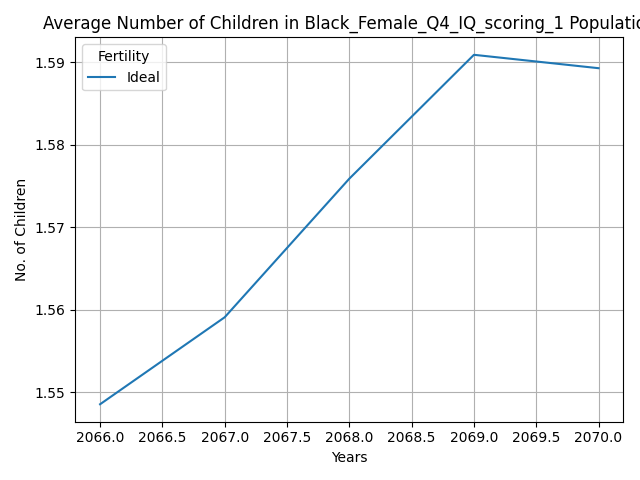 Average Number of Children in Black_Female_Q4_IQ_scoring_1 Populatio
Fertility
Ideal
No. of Children
1.59
1.58
1.57
1.56
1.55
2066.0 2066.5 2067.0 2067.5 2068.0 2068.5 2069.0 2069.5 2070.0
Years